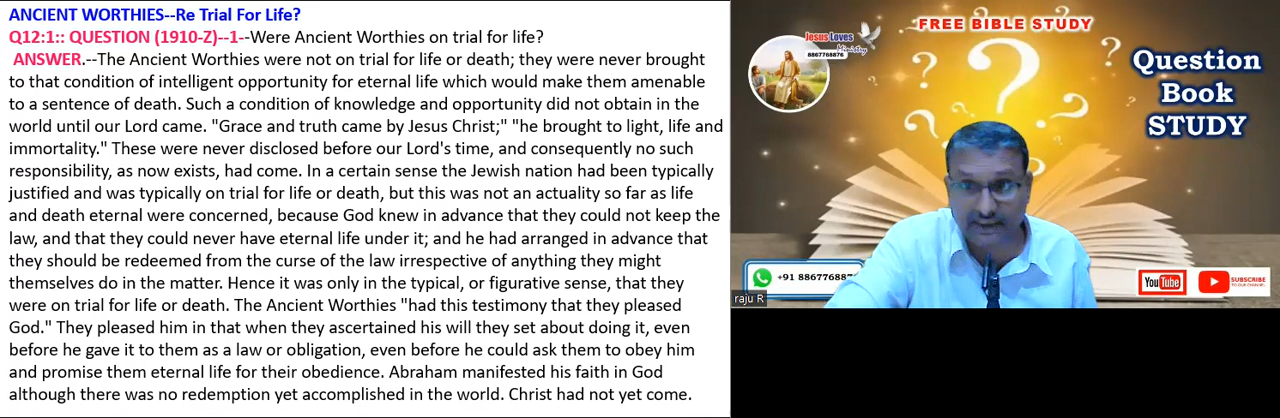 ANCIENT WORTHIES--Re Trial For Life?
Q12:1:: QUESTION (1910-Z)--1--Were Ancient Worthies on trial for life?
ANSWER.--The Ancient Worthies were not on trial for life or death; they were never brought
to that condition of intelligent opportunity for eternal life which would make them amenable
to a sentence of death. Such a condition of knowledge and opportunity did not obtain in the
world until our Lord came. "Grace and truth came by Jesus Christ;" "he brought to light, life and
immortality." These were never disclosed before our Lord's time, and consequently no such
responsibility, as now exists, had come. In a certain sense the Jewish nation had been typically
justified and was typically on trial for life or death, but this was not an actuality so far as life
and death eternal were concerned, because God knew in advance that they could not keep the
law, and that they could never have eternal life under it; and he had arranged in advance that
they should be redeemed from the curse of the law irrespective of anything they might
themselves do in the matter. Hence it was only in the typical, or figurative sense, that they
were on trial for life or death. The Ancient Worthies "had this testimony that they pleased
God." They pleased him in that when they ascertained his will they set about doing it, even
before he gave it to them as a law or obligation, even before he could ask them to obey him
and promise them eternal life for their obedience. Abraham manifested his faith in God
although there was no redemption yet accomplished in the world. Christ had not yet come.
FREE BIBLE STUDY
Jesus Loves
Ministry
8867768876
Question
Book
STUDY
+91 886776887
raju R
YouTube
SUBSCRIBE